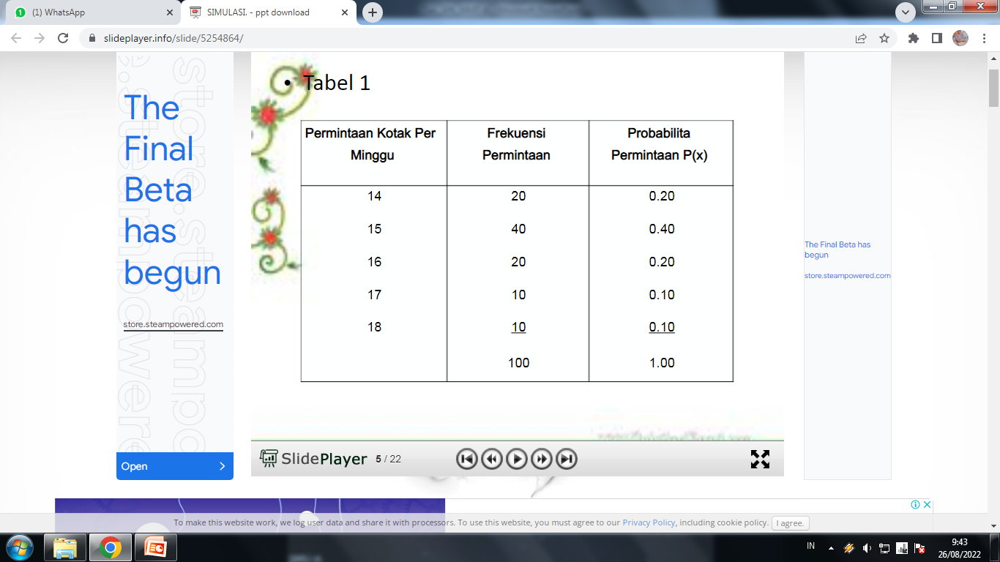 (1) WhatsApp
SIMULASI. - ppt download
slideplayer.info/slide/5254864/
The
Final
Beta
has
begun
store.steampowered.com
Open
• Tabel 1
Permintaan Kotak Per Minggu Frekuensi Permintaan Probabilita Permintaan P(x)
14 20 0.20
15 40 0.40
16 20 0.20
17 10 0.10
18 10 0.10
100 1.00
The Final Beta has
begun
store.steampowered.com
SlidePlayer 5 / 22
To make this website work, we log user data and share it with processors. To use this website, you must agree to our Privacy Policy, including cookie policy. I agree.
IN 9:43
26/08/2022